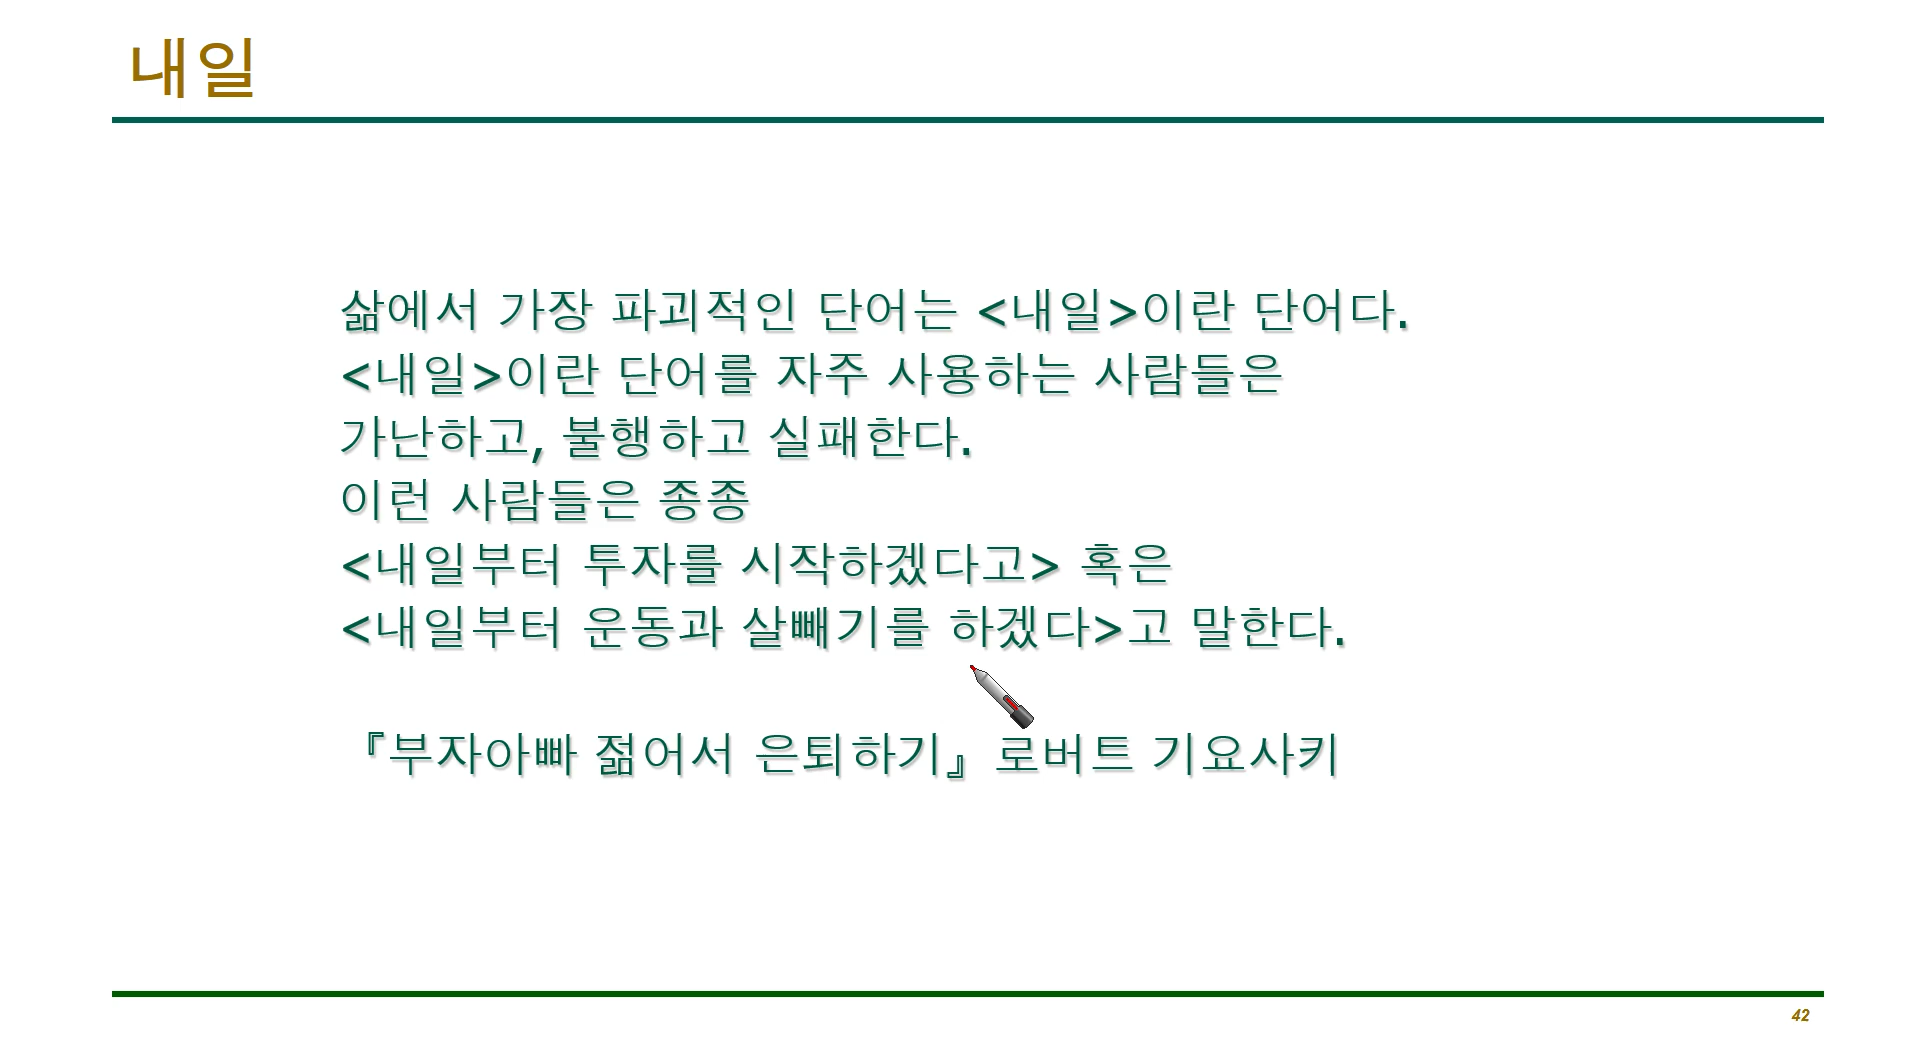 내일
삶에서 가장 파괴적인 단어는 <내일>이란 단어다.
<내일>이란 단어를 자주 사용하는 사람들은
가난하고, 불행하고 실패한다.
이런 사람들은 종종
<내일부터 투자를 시작하겠다고> 혹은
<내일부터 운동과 살빼기를 하겠다>고 말한다.
『부자아빠 젊어서 은퇴하기』로버트 기요사키
42